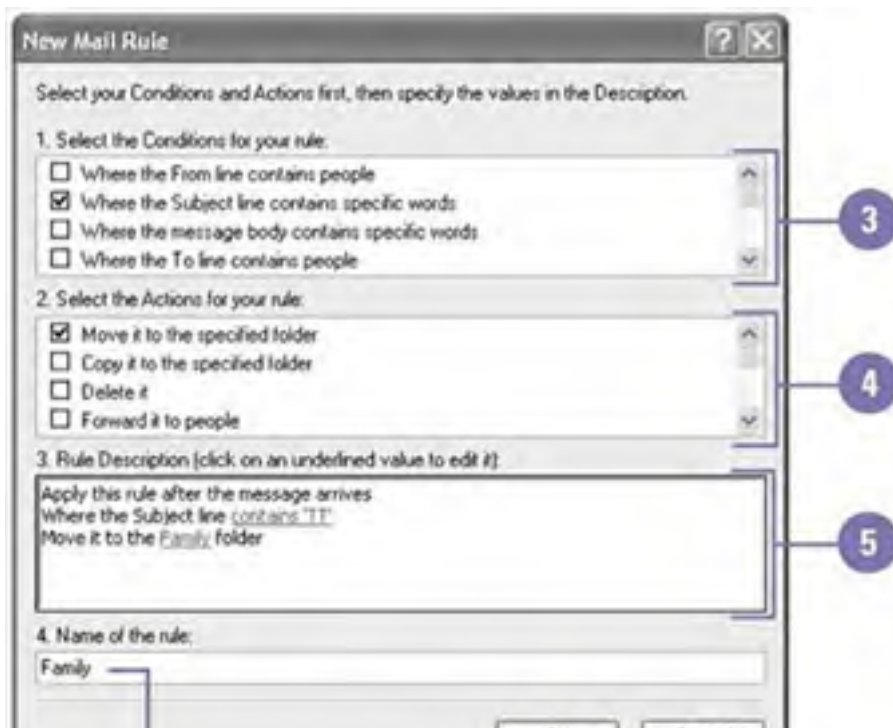 New Mail Rule
Select your Conditions and Actions first, then specify the values in the Description.
1. Select the Conditions for your rule:
Where the From line contains people
Where the Subject line contains specific words
Where the message body contains specific words
Where the To line contains people
3
2. Select the Actions for your rule:
Move it to the specified folder
Copy it to the specified folder
Delete it
Forward it to people
4
3. Rule Description (click on an underlined value to edit it):
Apply this rule after the message arrives
Where the Subject line contains
Move it to the Family folder
5
4. Name of the rule:
Family